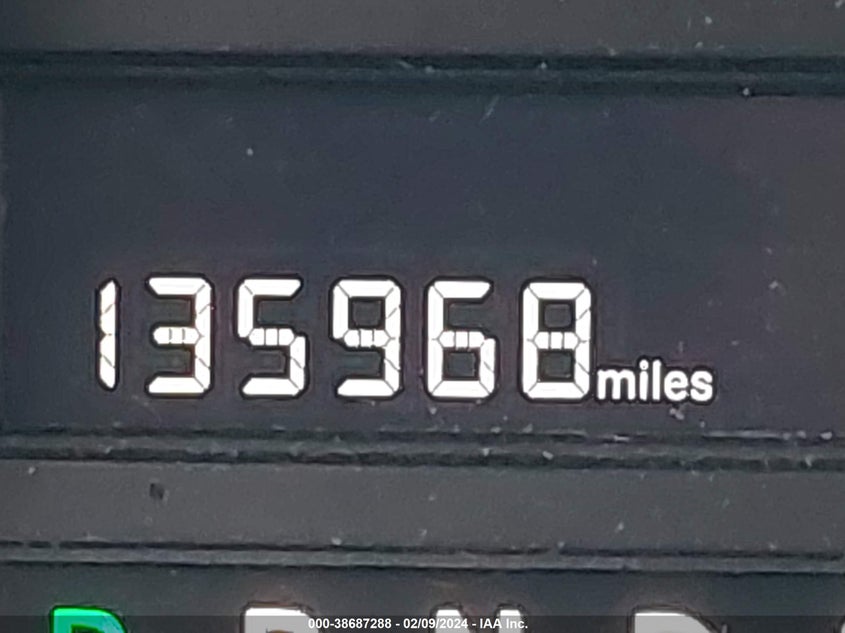 135968 miles
P R N D
000-38687288 - 02/09/2024 - IAA Inc.